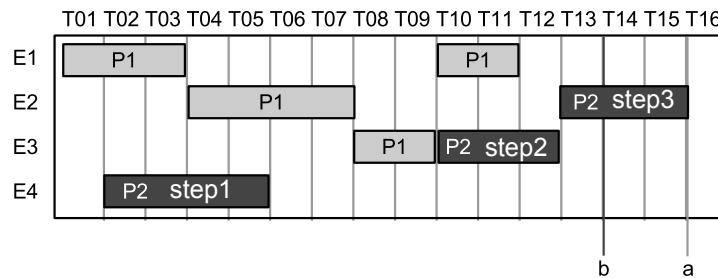 T01 T02 T03 T04 T05 T06 T07 T08 T09 T10 T11 T12 T13 T14 T15 T16
E1 P1 P1
E2 P1 P2 step3
E3 P1 P2 step2
E4 P2 step1
b a